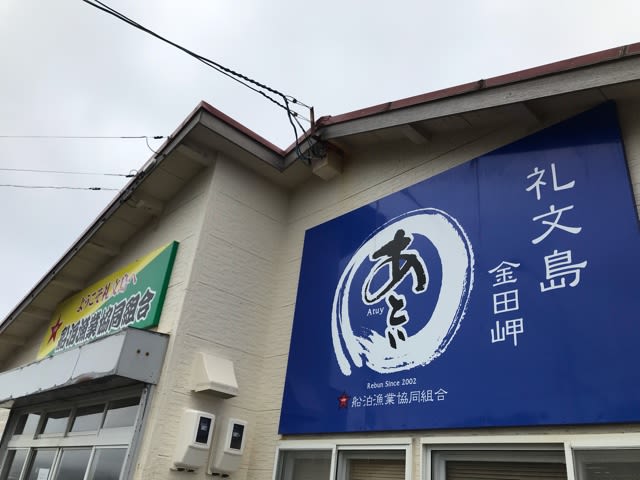 ようこそ礼文島へ
船泊漁業協同組合
礼文島
金田岬
あとぅい
Atuy
Rebun Since 2002
船泊漁業協同組合